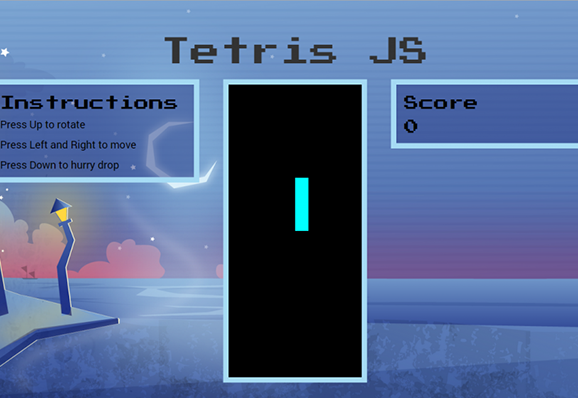 Tetris JS
Instructions
Press Up to rotate
Press Left and Right to move
Press Down to hurry drop
Score
0